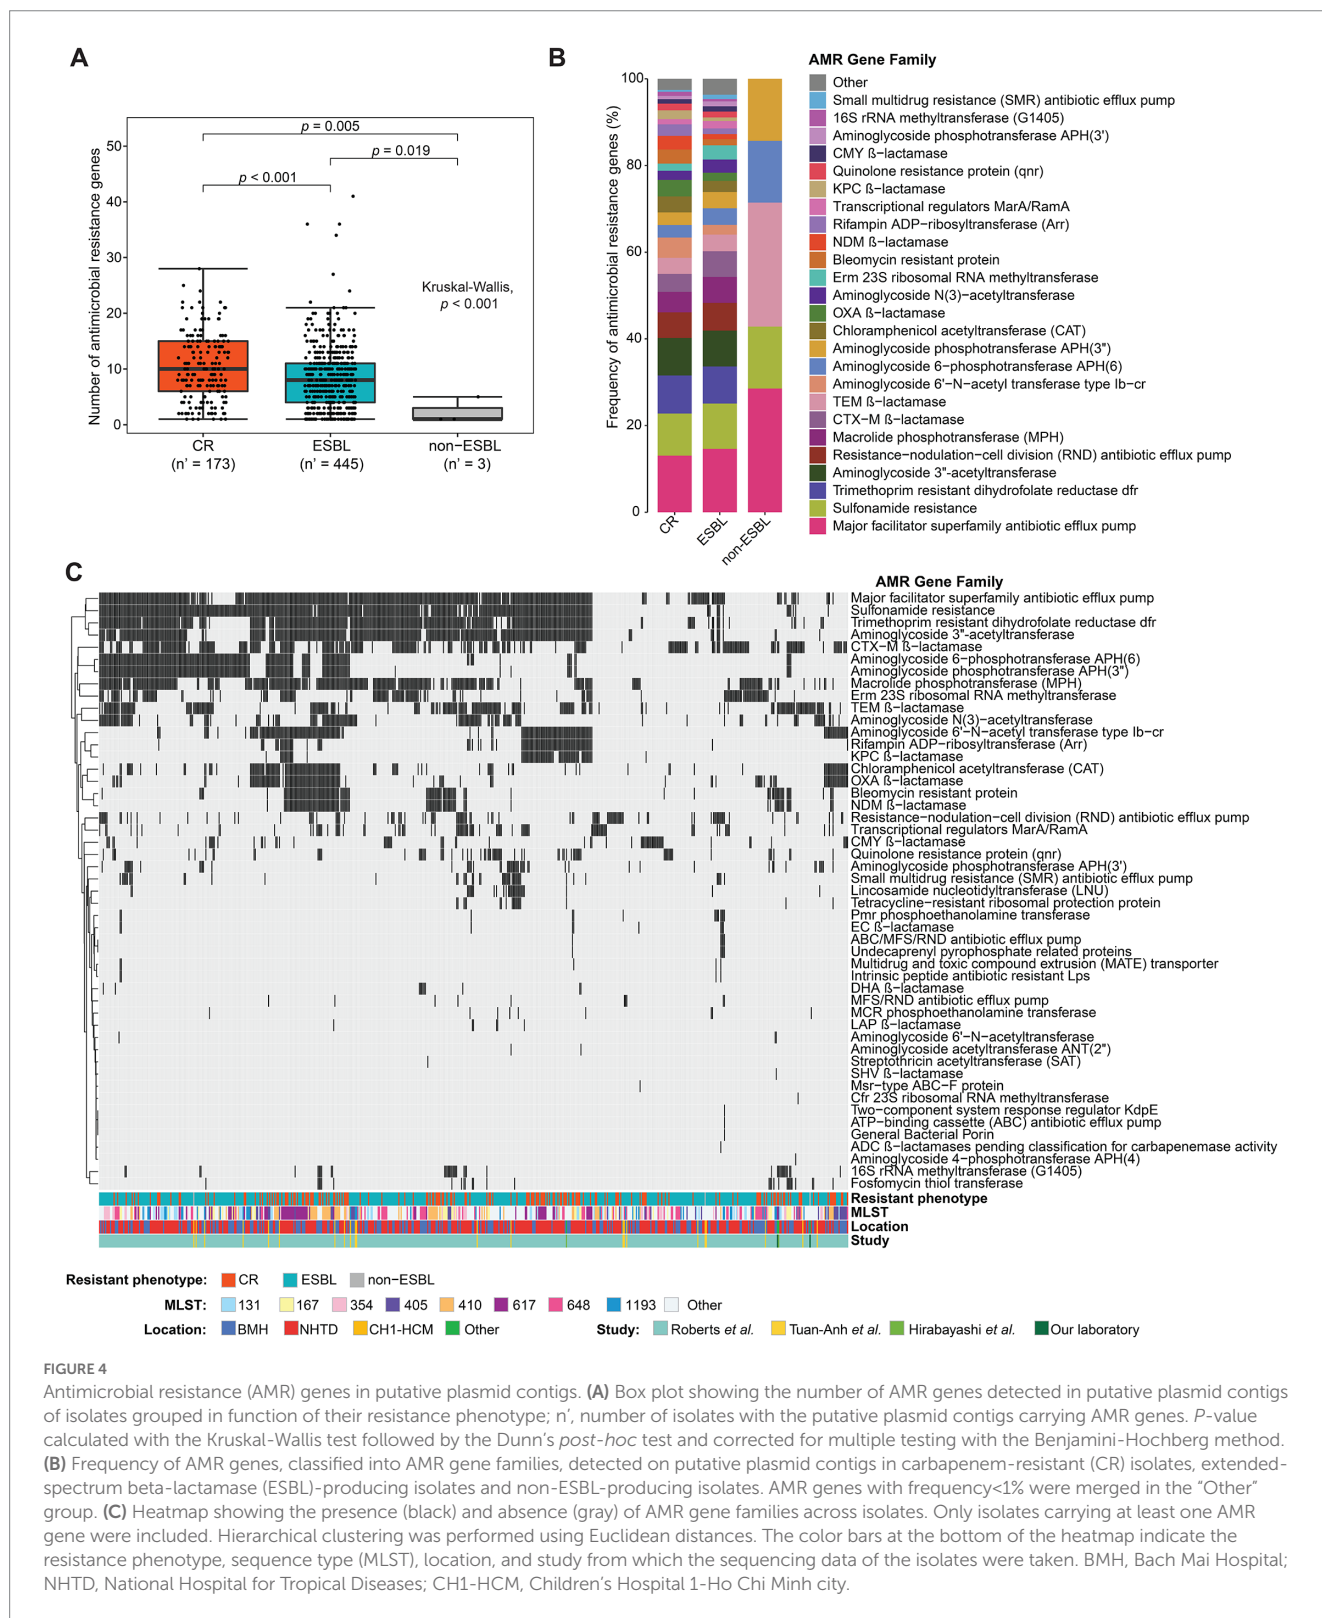 A
Number of antimicrobial resistance genes
50
40
30
20
10
0
p = 0.005
p = 0.019
p < 0.001
Kruskal-Wallis,
p < 0.001
CR
(n' = 173)
ESBL
(n' = 445)
non−ESBL
(n' = 3)
B
Frequency of antimicrobial resistance genes (%)
100
80
60
40
20
0
CR
ESBL
non-ESBL
AMR Gene Family
Other
Small multidrug resistance (SMR) antibiotic efflux pump
16S rRNA methyltransferase (G1405)
Aminoglycoside phosphotransferase APH(3')
CMY ß−lactamase
Quinolone resistance protein (qnr)
KPC ß−lactamase
Transcriptional regulators MarA/RamA
Rifampin ADP−ribosyltransferase (Arr)
NDM ß−lactamase
Bleomycin resistant protein
Erm 23S ribosomal RNA methyltransferase
Aminoglycoside N(3)−acetyltransferase
OXA ß−lactamase
Chloramphenicol acetyltransferase (CAT)
Aminoglycoside phosphotransferase APH(3")
Aminoglycoside 6−phosphotransferase APH(6)
Aminoglycoside 6'−N−acetyl transferase type Ib−cr
TEM ß−lactamase
CTX−M ß−lactamase
Macrolide phosphotransferase (MPH)
Resistance−nodulation−cell division (RND) antibiotic efflux pump
Aminoglycoside 3"-acetyltransferase
Trimethoprim resistant dihydrofolate reductase dfr
Sulfonamide resistance
Major facilitator superfamily antibiotic efflux pump
C
AMR Gene Family
Major facilitator superfamily antibiotic efflux pump
Sulfonamide resistance
Trimethoprim resistant dihydrofolate reductase dfr
Aminoglycoside 3"-acetyltransferase
CTX−M ß−lactamase
Aminoglycoside 6−phosphotransferase APH(6)
Aminoglycoside phosphotransferase APH(3")
Macrolide phosphotransferase (MPH)
Erm 23S ribosomal RNA methyltransferase
TEM ß−lactamase
Aminoglycoside N(3)−acetyltransferase
Aminoglycoside 6'−N−acetyl transferase type Ib−cr
Rifampin ADP−ribosyltransferase (Arr)
KPC ß−lactamase
Chloramphenicol acetyltransferase (CAT)
OXA ß−lactamase
Bleomycin resistant protein
NDM ß−lactamase
Resistance−nodulation−cell division (RND) antibiotic efflux pump
Transcriptional regulators MarA/RamA
CMY ß−lactamase
Quinolone resistance protein (qnr)
Aminoglycoside phosphotransferase APH(3')
Small multidrug resistance (SMR) antibiotic efflux pump
Lincosamide nucleotidyltransferase (LNU)
Tetracycline−resistant ribosomal protection protein
Pmr phosphoethanolamine transferase
EC ß−lactamase
ABC/MFS/RND antibiotic efflux pump
Undecaprenyl pyrophosphate related proteins
Multidrug and toxic compound extrusion (MATE) transporter
Intrinsic peptide antibiotic resistant Lps
DHA ß−lactamase
MFS/RND antibiotic efflux pump
MCR phosphoethanolamine transferase
LAP ß−lactamase
Aminoglycoside 6'−N−acetyltransferase
Aminoglycoside acetyltransferase ANT(2")
Streptothricin acetyltransferase (SAT)
SHV ß−lactamase
Msr−type ABC−F protein
Cfr 23S ribosomal RNA methyltransferase
Two−component system response regulator KdpE
ATP−binding cassette (ABC) antibiotic efflux pump
General Bacterial Porin
ADC ß−lactamases pending classification for carbapenemase activity
Aminoglycoside 4−phosphotransferase APH(4)
16S rRNA methyltransferase (G1405)
Fosfomycin thiol transferase
Resistant phenotype
MLST
Location
Study
Resistant phenotype: CR ESBL non−ESBL
MLST: 131 167 354 405 410 617 648 1193 Other
Location: BMH NHTD CH1-HCM Other Study: Roberts et al. Tuan-Anh et al. Hirabayashi et al. Our laboratory
FIGURE 4
Antimicrobial resistance (AMR) genes in putative plasmid contigs. (A) Box plot showing the number of AMR genes detected in putative plasmid contigs
of isolates grouped in function of their resistance phenotype; n', number of isolates with the putative plasmid contigs carrying AMR genes. P-value
calculated with the Kruskal-Wallis test followed by the Dunn's post-hoc test and corrected for multiple testing with the Benjamini-Hochberg method.
(B) Frequency of AMR genes, classified into AMR gene families, detected on putative plasmid contigs in carbapenem-resistant (CR) isolates, extended-
spectrum beta-lactamase (ESBL)-producing isolates and non-ESBL-producing isolates. AMR genes with frequency<1% were merged in the "Other"
group. (C) Heatmap showing the presence (black) and absence (gray) of AMR gene families across isolates. Only isolates carrying at least one AMR
gene were included. Hierarchical clustering was performed using Euclidean distances. The color bars at the bottom of the heatmap indicate the
resistance phenotype, sequence type (MLST), location, and study from which the sequencing data of the isolates were taken. BMH, Bach Mai Hospital;
NHTD, National Hospital for Tropical Diseases; CH1-HCM, Children's Hospital 1-Ho Chi Minh city.